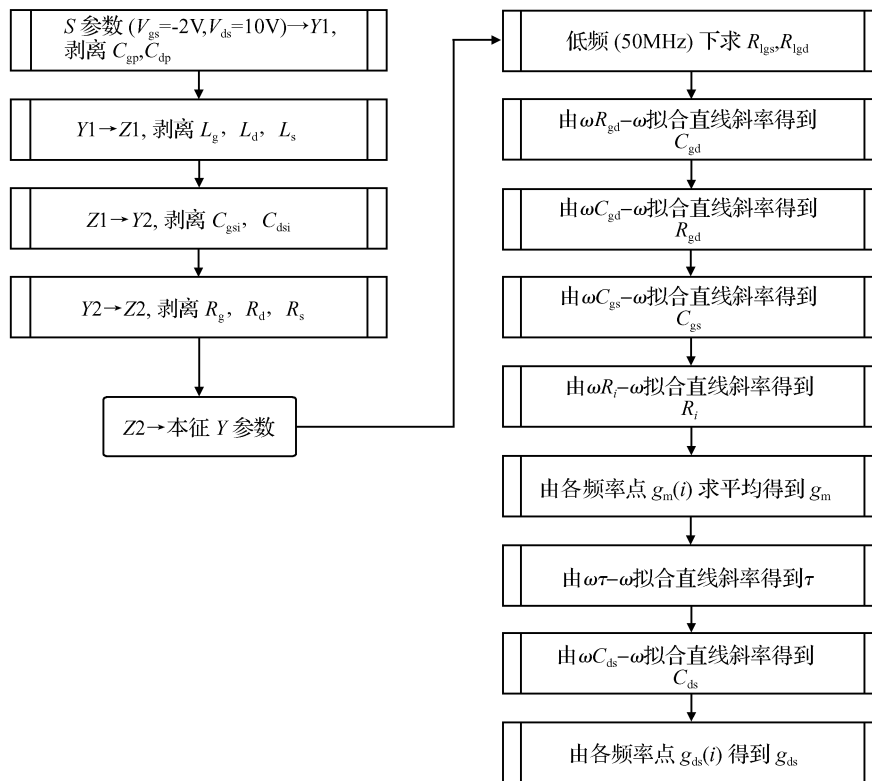 S 参数 (Vgs=-2V,Vds=10V)→Y1,
剥离 Cgp,Cdp
Y1→Z1, 剥离 Lg, Ld, Ls
Z1→Y2, 剥离 Cgsi, Cdsi
Y2→Z2, 剥离 Rg, Rd, Rs
Z2→本征 Y 参数
低频 (50MHz) 下求 Rlgs,Rlgd
由ωRgd–ω拟合直线斜率得到
Cgd
由ωCgd–ω拟合直线斜率得到
Rgd
由ωCgs–ω拟合直线斜率得到
Cgs
由ωRi–ω拟合直线斜率得到
Ri
由各频率点 gm(i) 求平均得到 gm
由ωτ–ω拟合直线斜率得到τ
由ωCds–ω拟合直线斜率得到
Cds
由各频率点 gds(i) 得到 gds